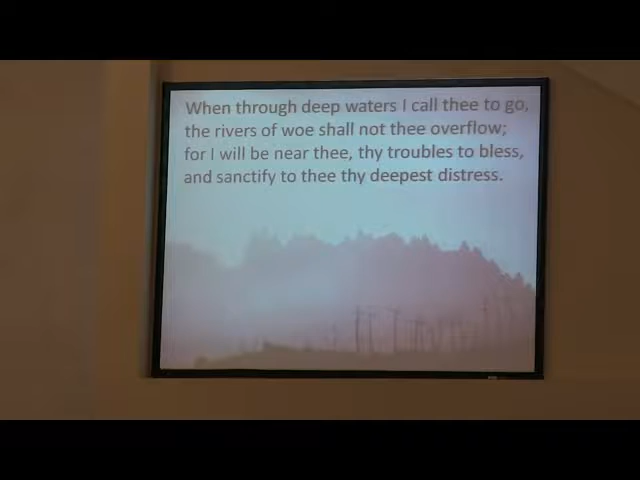 When through deep waters I call thee to go,
the rivers of woe shall not thee overflow;
for I will be near thee, thy troubles to bless,
and sanctify to thee thy deepest distress.